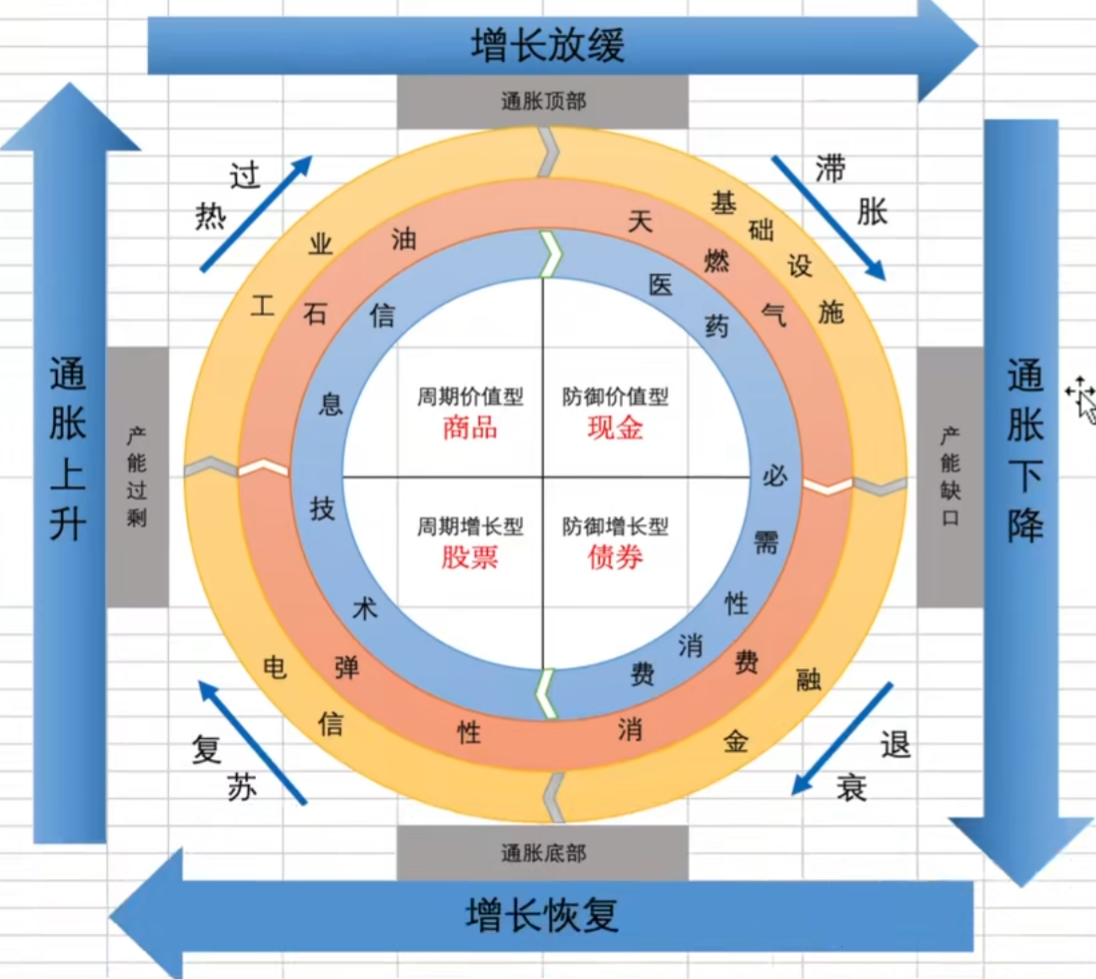 增长放缓
通胀顶部
过热
滞胀
工业
基础设施
石油
天燃气
信息技术
医药
通胀上升
产能过剩
周期价值型
商品
防御价值型
现金
产能缺口
通胀下降
周期增长型
股票
防御增长型
债券
必需性消费
弹性消费
电信
金融
复苏
退衰
通胀底部
增长恢复